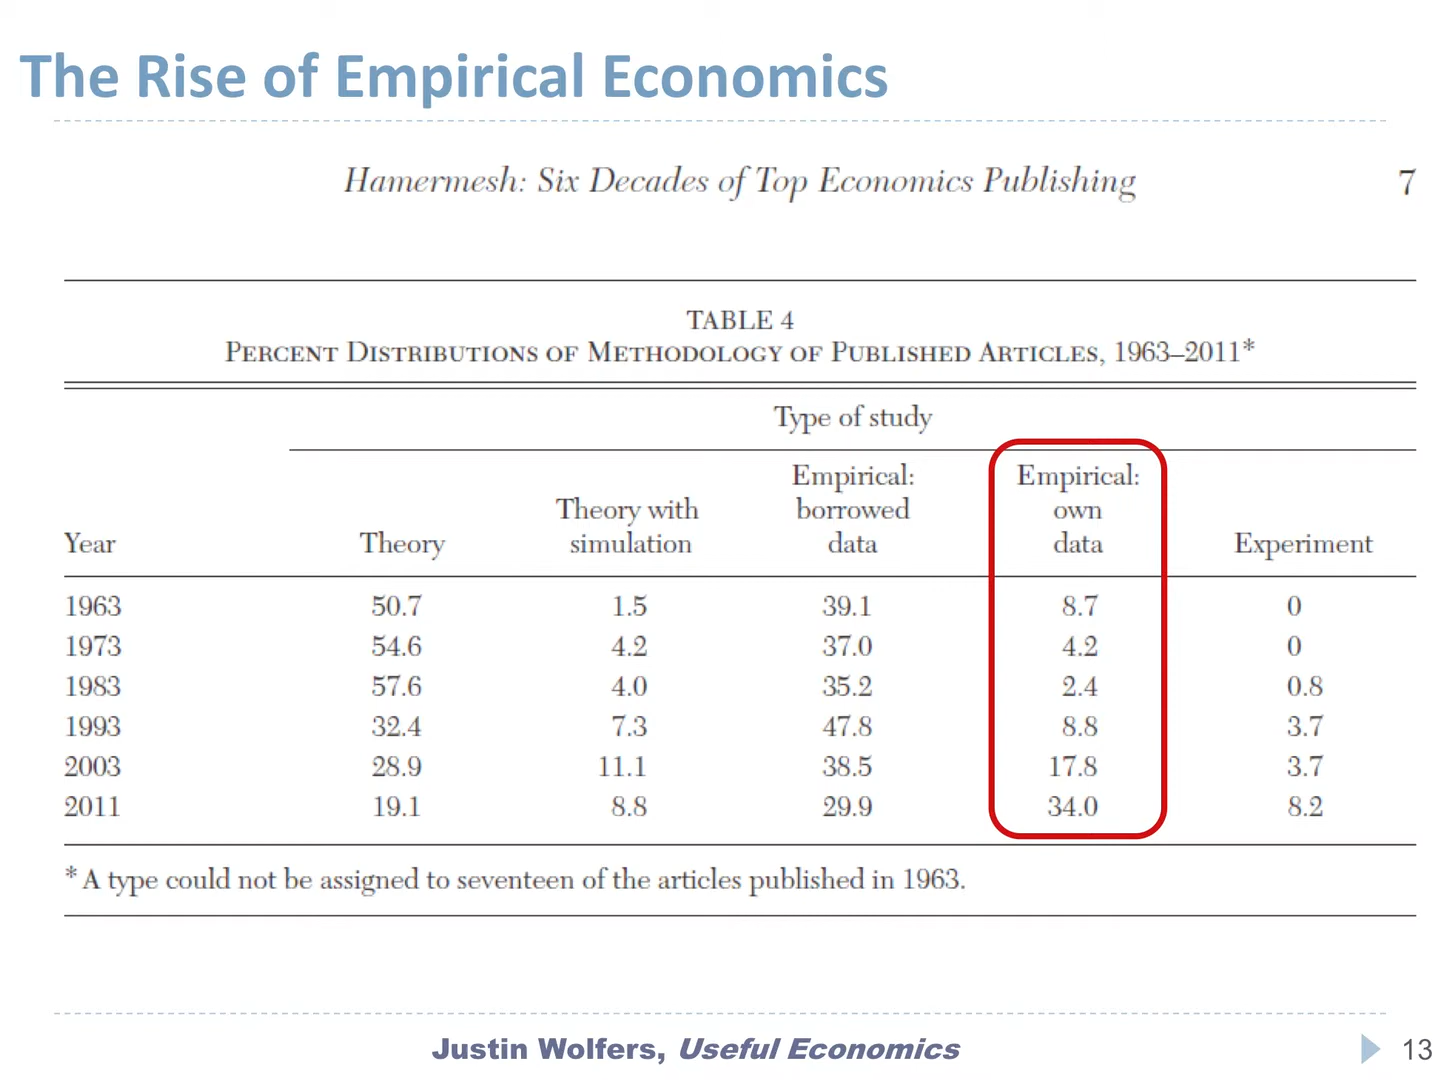 The Rise of Empirical Economics
Hamermesh: Six Decades of Top Economics Publishing 7
TABLE 4
Percent Distributions of Methodology of Published Articles, 1963–2011*
Type of study
Empirical: Empirical:
Theory with borrowed own
Year Theory simulation data data Experiment
1963 50.7 1.5 39.1 8.7 0
1973 54.6 4.2 37.0 4.2 0
1983 57.6 4.0 35.2 2.4 0.8
1993 32.4 7.3 47.8 8.8 3.7
2003 28.9 11.1 38.5 17.8 3.7
2011 19.1 8.8 29.9 34.0 8.2
* A type could not be assigned to seventeen of the articles published in 1963.
Justin Wolfers, Useful Economics 13